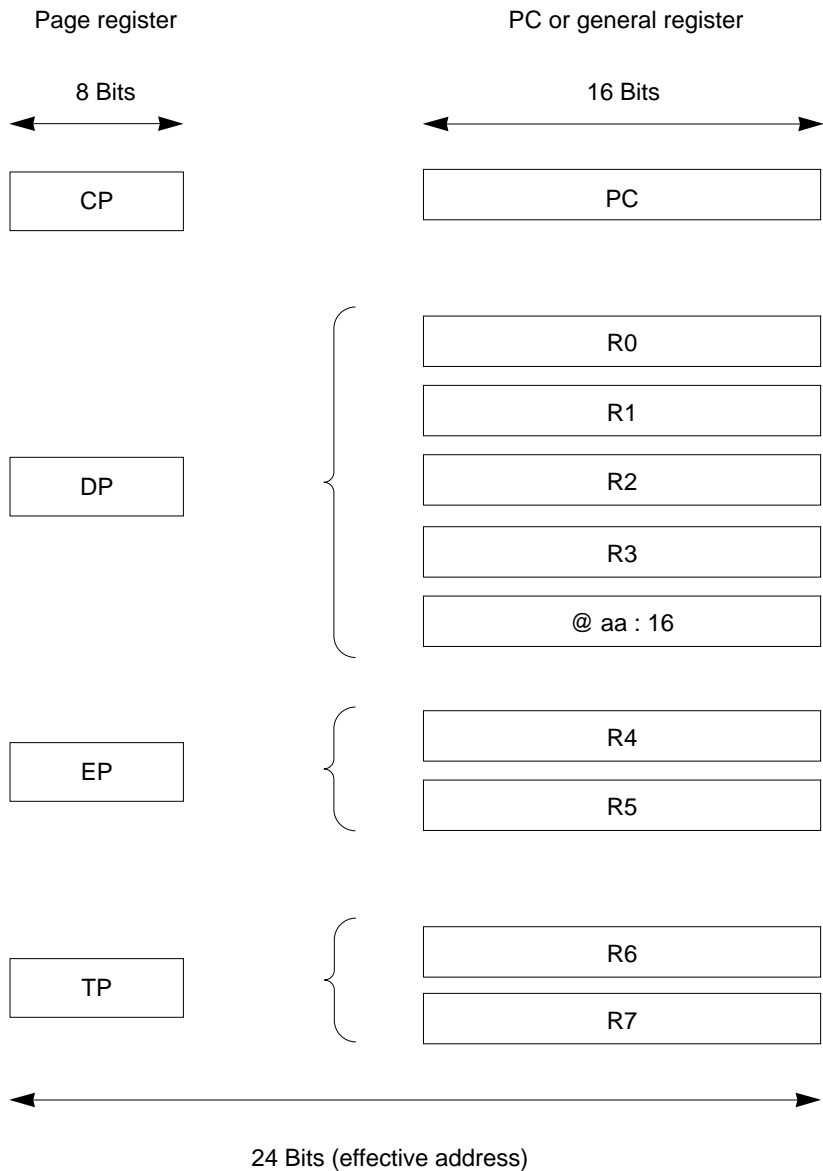 Page register PC or general register
8 Bits 16 Bits
CP PC
R0
R1
DP R2
R3
@ aa : 16
R4
EP
R5
R6
TP
R7
24 Bits (effective address)